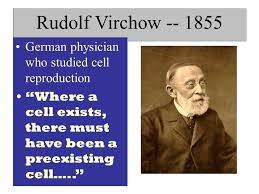 Rudolf Virchow -- 1855
• German physician
who studied cell
reproduction
• “Where a
cell exists,
there must
have been a
preexisting
cell…..”